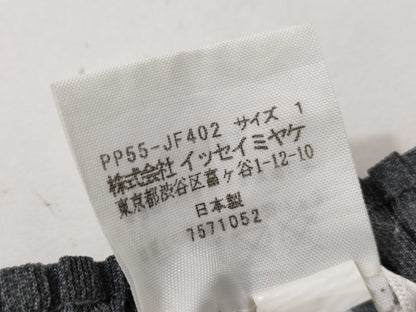 PP55-JF402 サイズ 1
株式会社 イッセイミヤケ
東京都渋谷区富ヶ谷1-12-10
日本製
7571052